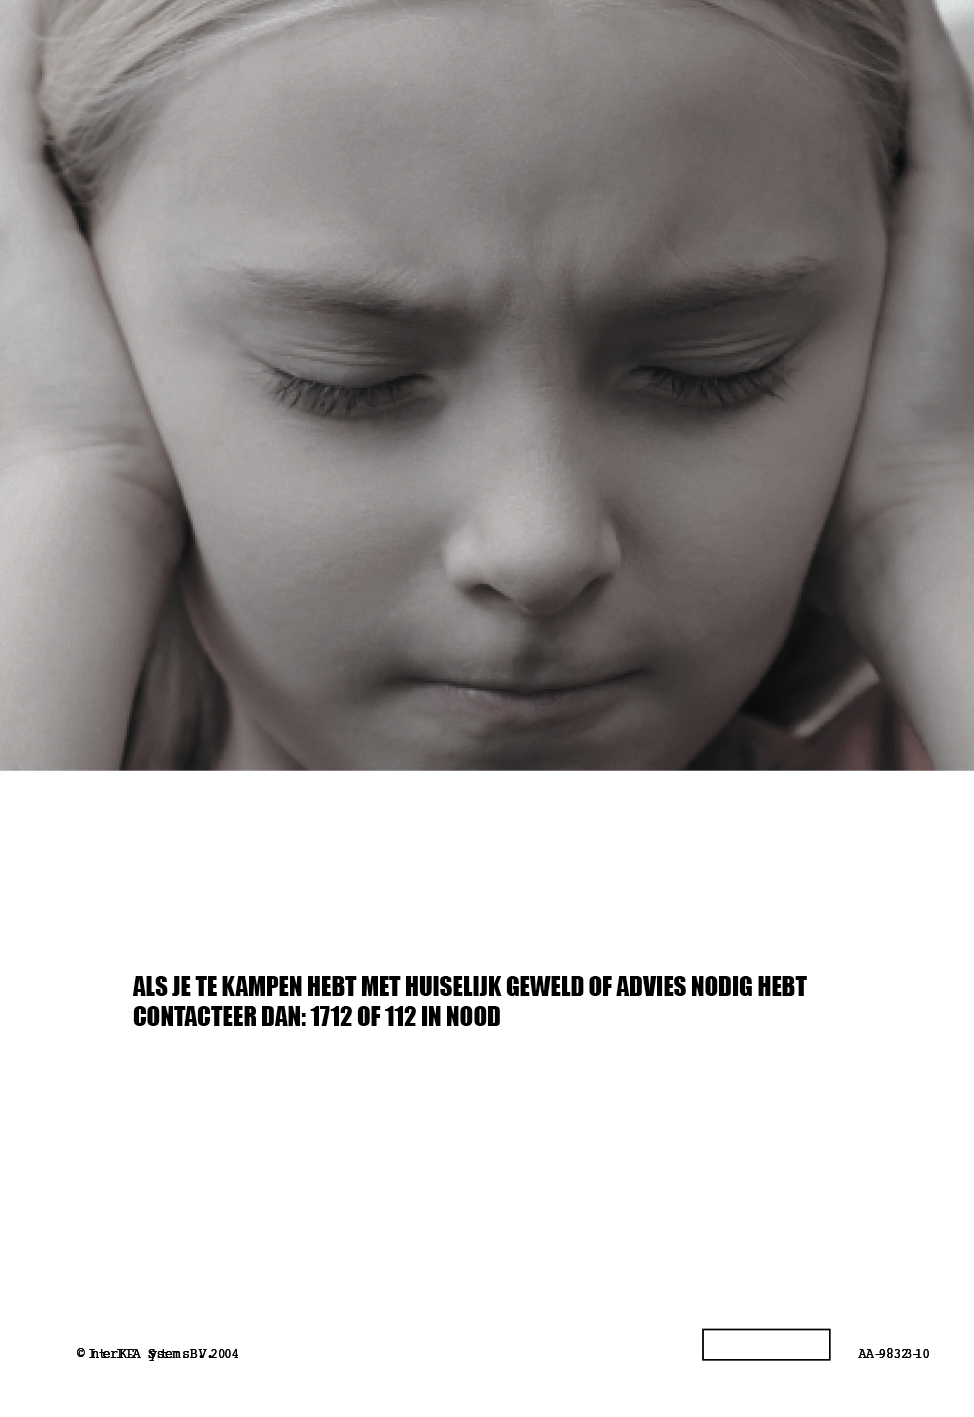 ALS JE TE KAMPEN HEBT MET HUISELIJK GEWELD OF ADVIES NODIG HEBT
CONTACTEER DAN: 1712 OF 112 IN NOOD
© Inter IKEA Systems B.V. 2004
AA-98323-10